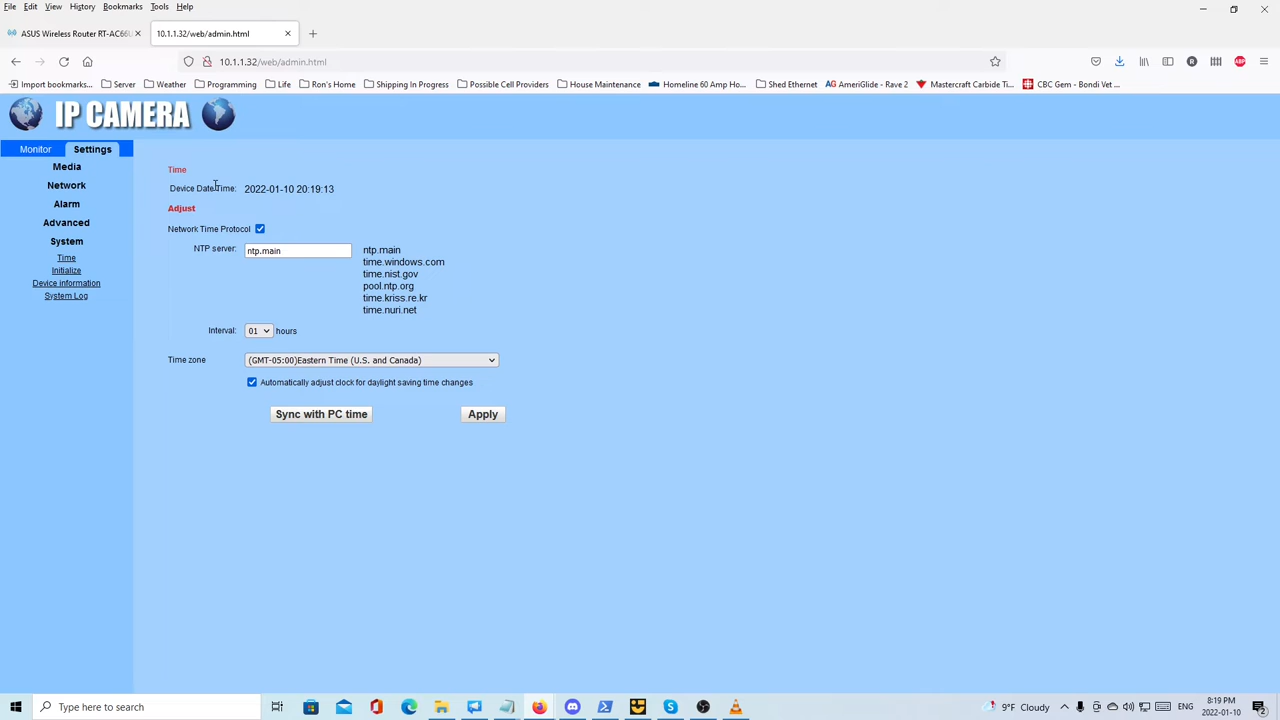 File Edit View History Bookmarks Tools Help
ASUS Wireless Router RT-AC66U
10.1.1.32/web/admin.html
10.1.1.32/web/admin.html
Import bookmarks... Server Weather Programming Life Ron's Home Shipping In Progress Possible Cell Providers House Maintenance Homeline 60 Amp Ho... Shed Ethernet AG AmeriGlide - Rave 2 Mastercraft Carbide Ti... CBC Gem - Bondi Vet ...
IP CAMERA
Monitor Settings
Media
Network
Alarm
Advanced
System
Time
Initialize
Device information
System Log
Time
Device Date Time: 2022-01-10 20:19:13
Adjust
Network Time Protocol
NTP server: ntp.main
ntp.main
time.windows.com
time.nist.gov
pool.ntp.org
time.kriss.re.kr
time.nuri.net
Interval: 01 hours
Time zone (GMT-05:00)Eastern Time (U.S. and Canada)
Automatically adjust clock for daylight saving time changes
Sync with PC time Apply
Type here to search
9°F Cloudy
ENG
8:19 PM
2022-01-10
2